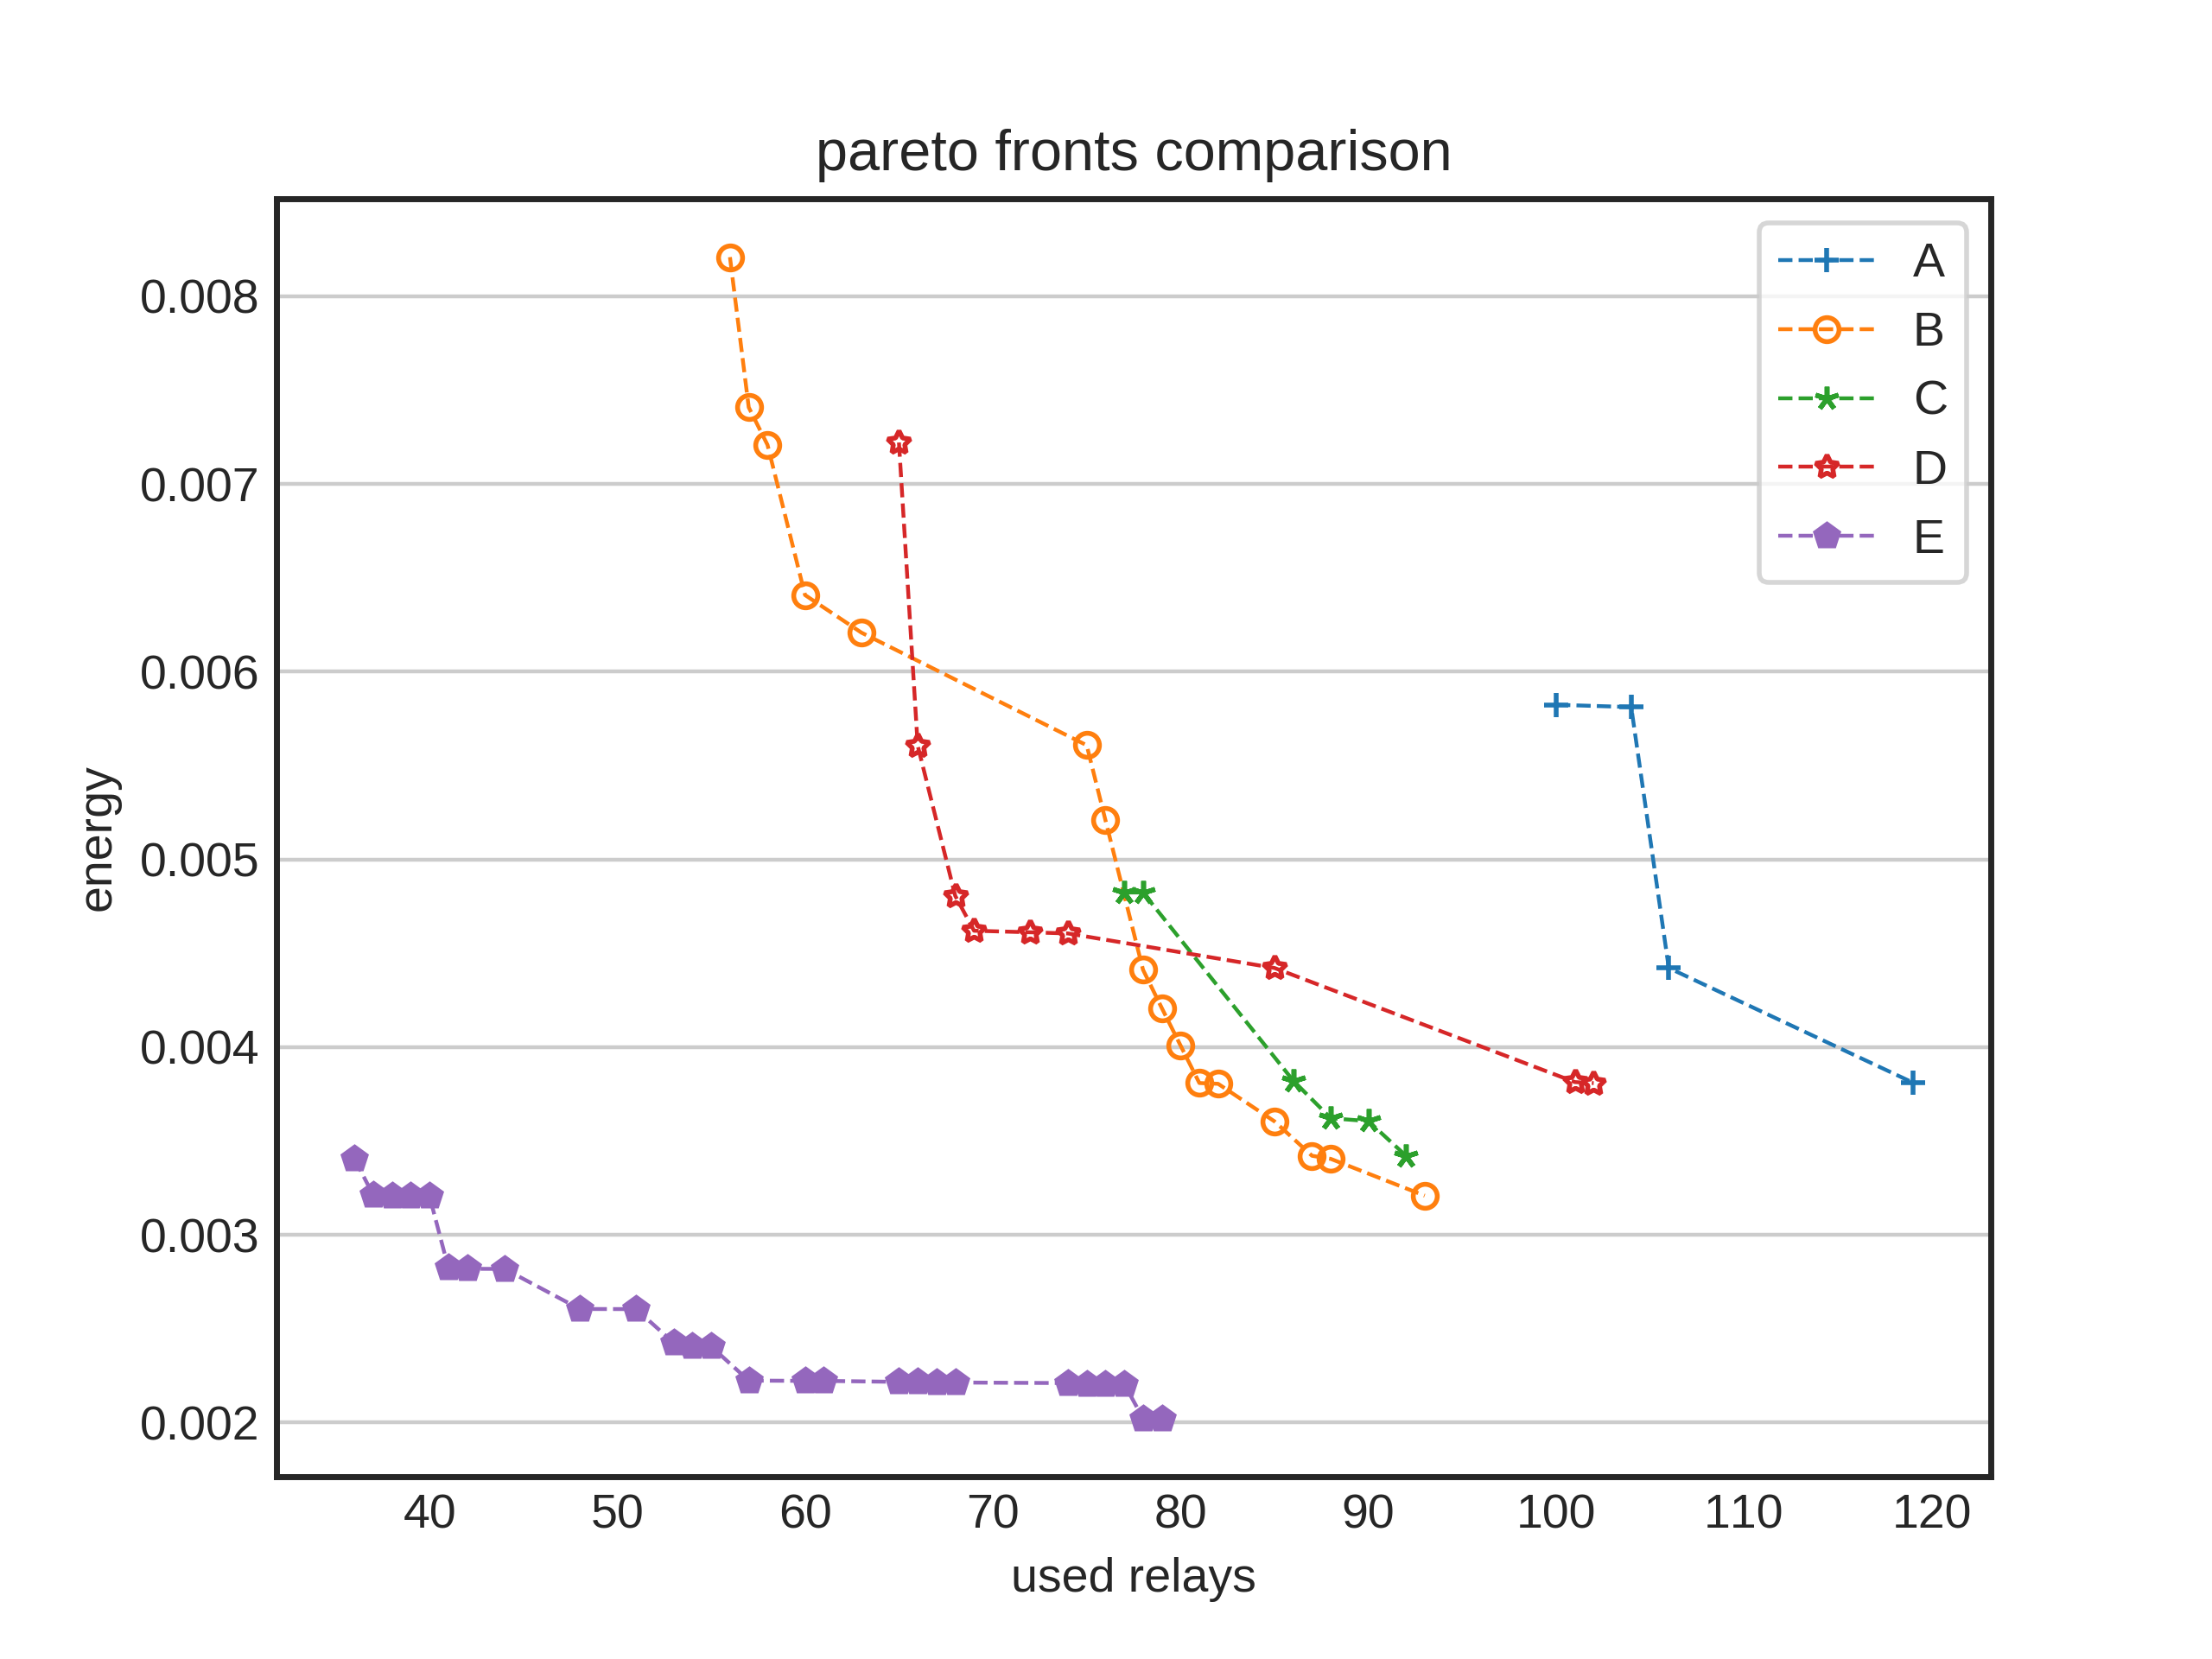 pareto fronts comparison
A
B
C
D
E
0.008
0.007
0.006
0.005
0.004
0.003
0.002
energy
40 50 60 70 80 90 100 110 120
used relays